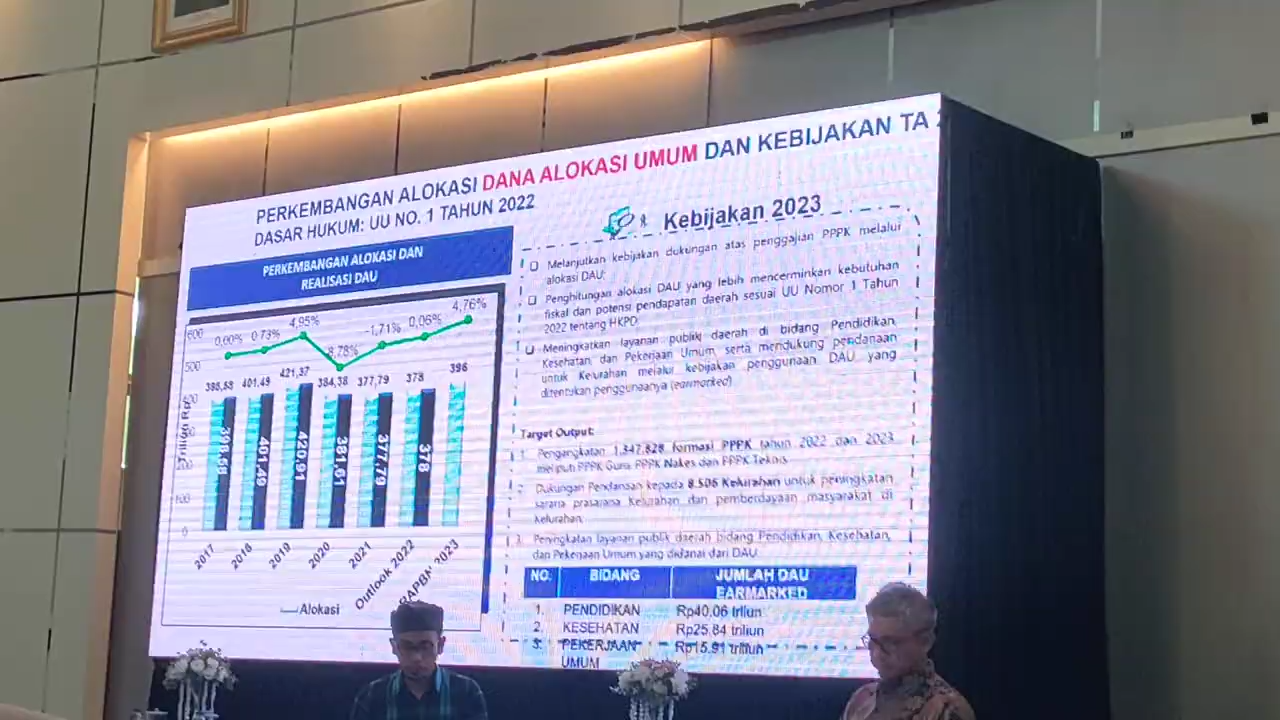 PERKEMBANGAN ALOKASI DANA ALOKASI UMUM DAN KEBIJAKAN TA
DASAR HUKUM: UU NO. 1 TAHUN 2022
PERKEMBANGAN ALOKASI DAN
REALISASI DAU
600
500
0,00%
0,73%
4,95%
8,78%
-1,71%
0,06%
4,76%
398,58
401,49
421,37
384,38
377,79
378
396
398,58
401,49
420,91
381,61
377,79
378
0
2017
2018
2019
2020
2021
Outlook 2022
RAPBN 2023
Alokasi
Kebijakan 2023
Melanjutkan kebijakan dukungan atas penggajian PPPK melalui
alokasi DAU;
Penghitungan alokasi DAU yang lebih mencerminkan kebutuhan
fiskal dan potensi pendapatan daerah sesuai UU Nomor 1 Tahun
2022 tentang HKPD
Meningkatkan layanan publik daerah di bidang Pendidikan,
Kesehatan, dan Pekerjaan Umum, serta mendukung pendanaan
untuk Kelurahan melalui kebijakan penggunaan DAU yang
ditentukan penggunaanya (earmarked)
Target Output:
1. Pengangkatan formasi PPPK tahun 2022 dan 2023
meliputi PPPK Guru, PPPK Nakes dan PPPK Teknis
2. Dukungan Pendanaan kepada 8.506 Kelurahan untuk peningkatan
sarana prasarana Kelurahan dan pemberdayaan masyarakat di
Kelurahan;
3. Peningkatan layanan publik daerah bidang Pendidikan, Kesehatan,
dan Pekerjaan Umum yang didanai dari DAU
NO. BIDANG JUMLAH DAU
EARMARKED
1. PENDIDIKAN Rp40,06 triliun
2. KESEHATAN Rp25,84 triliun
3. PEKERJAAN Rp15,91 triliun
UMUM